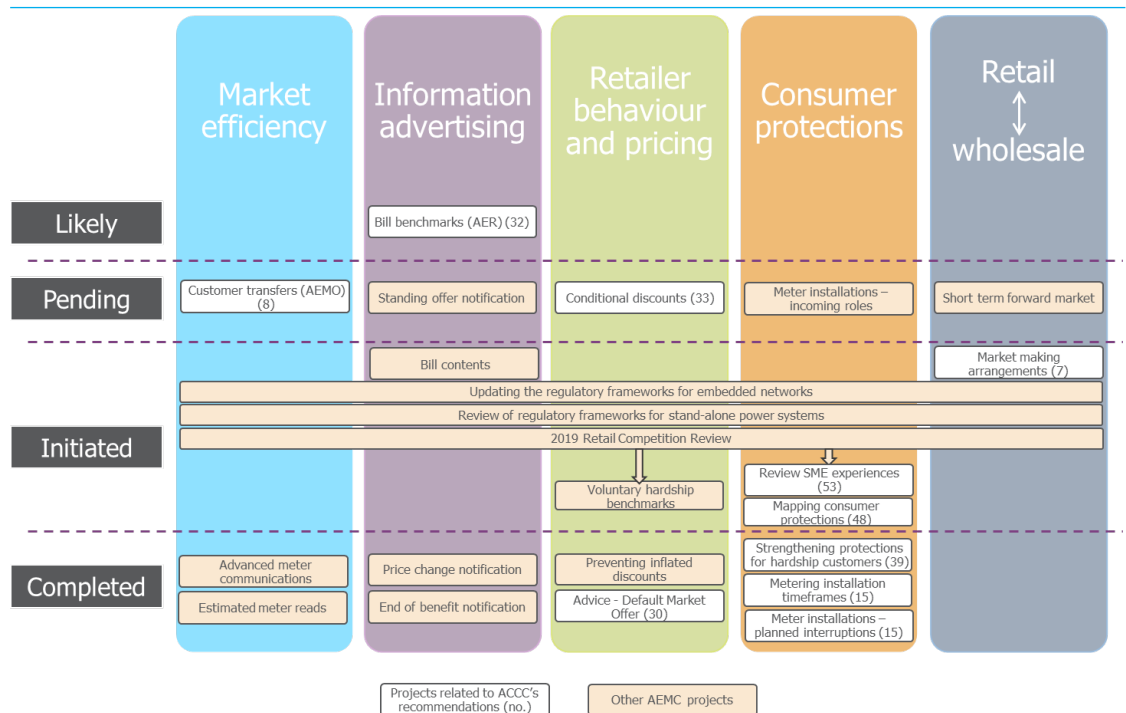 Market
efficiency
Information
advertising
Retailer
behaviour
and pricing
Consumer
protections
Retail
wholesale
Likely
Bill benchmarks (AER) (32)
Pending
Customer transfers (AEMO)
(8)
Standing offer notification
Conditional discounts (33)
Meter installations –
incoming roles
Short term forward market
Initiated
Bill contents
Market making
arrangements (7)
Updating the regulatory frameworks for embedded networks
Review of regulatory frameworks for stand-alone power systems
2019 Retail Competition Review
Voluntary hardship
benchmarks
Review SME experiences
(53)
Mapping consumer
protections (48)
Completed
Advanced meter
communications
Price change notification
Preventing inflated
discounts
Strengthening protections
for hardship customers (39)
Estimated meter reads
End of benefit notification
Advice - Default Market
Offer (30)
Metering installation
timeframes (15)
Meter installations –
planned interruptions (15)
Projects related to ACCC's
recommendations (no.)
Other AEMC projects